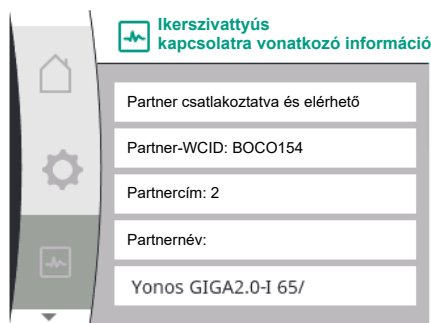 Ikerszivattyús
kapcsolatra vonatkozó információ
Partner csatlakoztatva és elérhető
Partner-WCID: BOCO154
Partnercím: 2
Partnernév:
Yonos GIGA2.0-I 65/